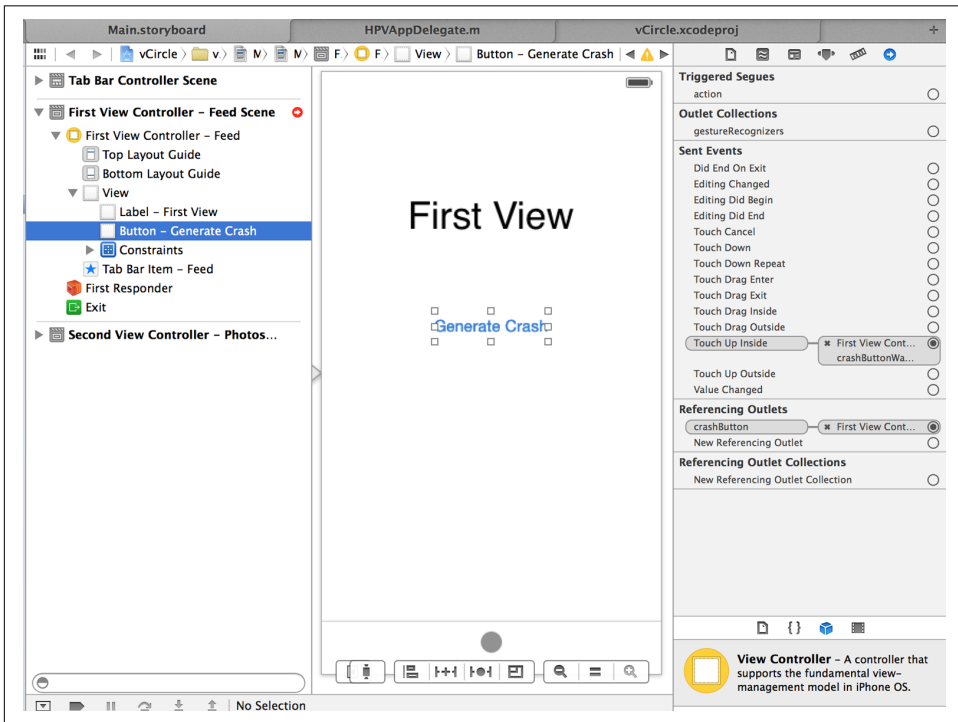 Main.storyboard
HPVAppDelegate.m
vCircle.xcodeproj
+
vCircle
v.
M
M
F
F
View
Button – Generate Crash
Tab Bar Controller Scene
First View Controller – Feed Scene
First View Controller – Feed
Top Layout Guide
Bottom Layout Guide
View
Label – First View
Button – Generate Crash
Constraints
Tab Bar Item – Feed
First Responder
Exit
Second View Controller – Photos...
First View
Generate Crash
Triggered Segues
action
Outlet Collections
gestureRecognizers
Sent Events
Did End On Exit
Editing Changed
Editing Did Begin
Editing Did End
Touch Cancel
Touch Down
Touch Down Repeat
Touch Drag Enter
Touch Drag Exit
Touch Drag Inside
Touch Drag Outside
Touch Up Inside
First View Cont...
crashButtonWa...
Touch Up Outside
Value Changed
Referencing Outlets
crashButton
First View Cont...
New Referencing Outlet
Referencing Outlet Collections
New Referencing Outlet Collection
{ }
View Controller – A controller that
supports the fundamental view-
management model in iPhone OS.
No Selection